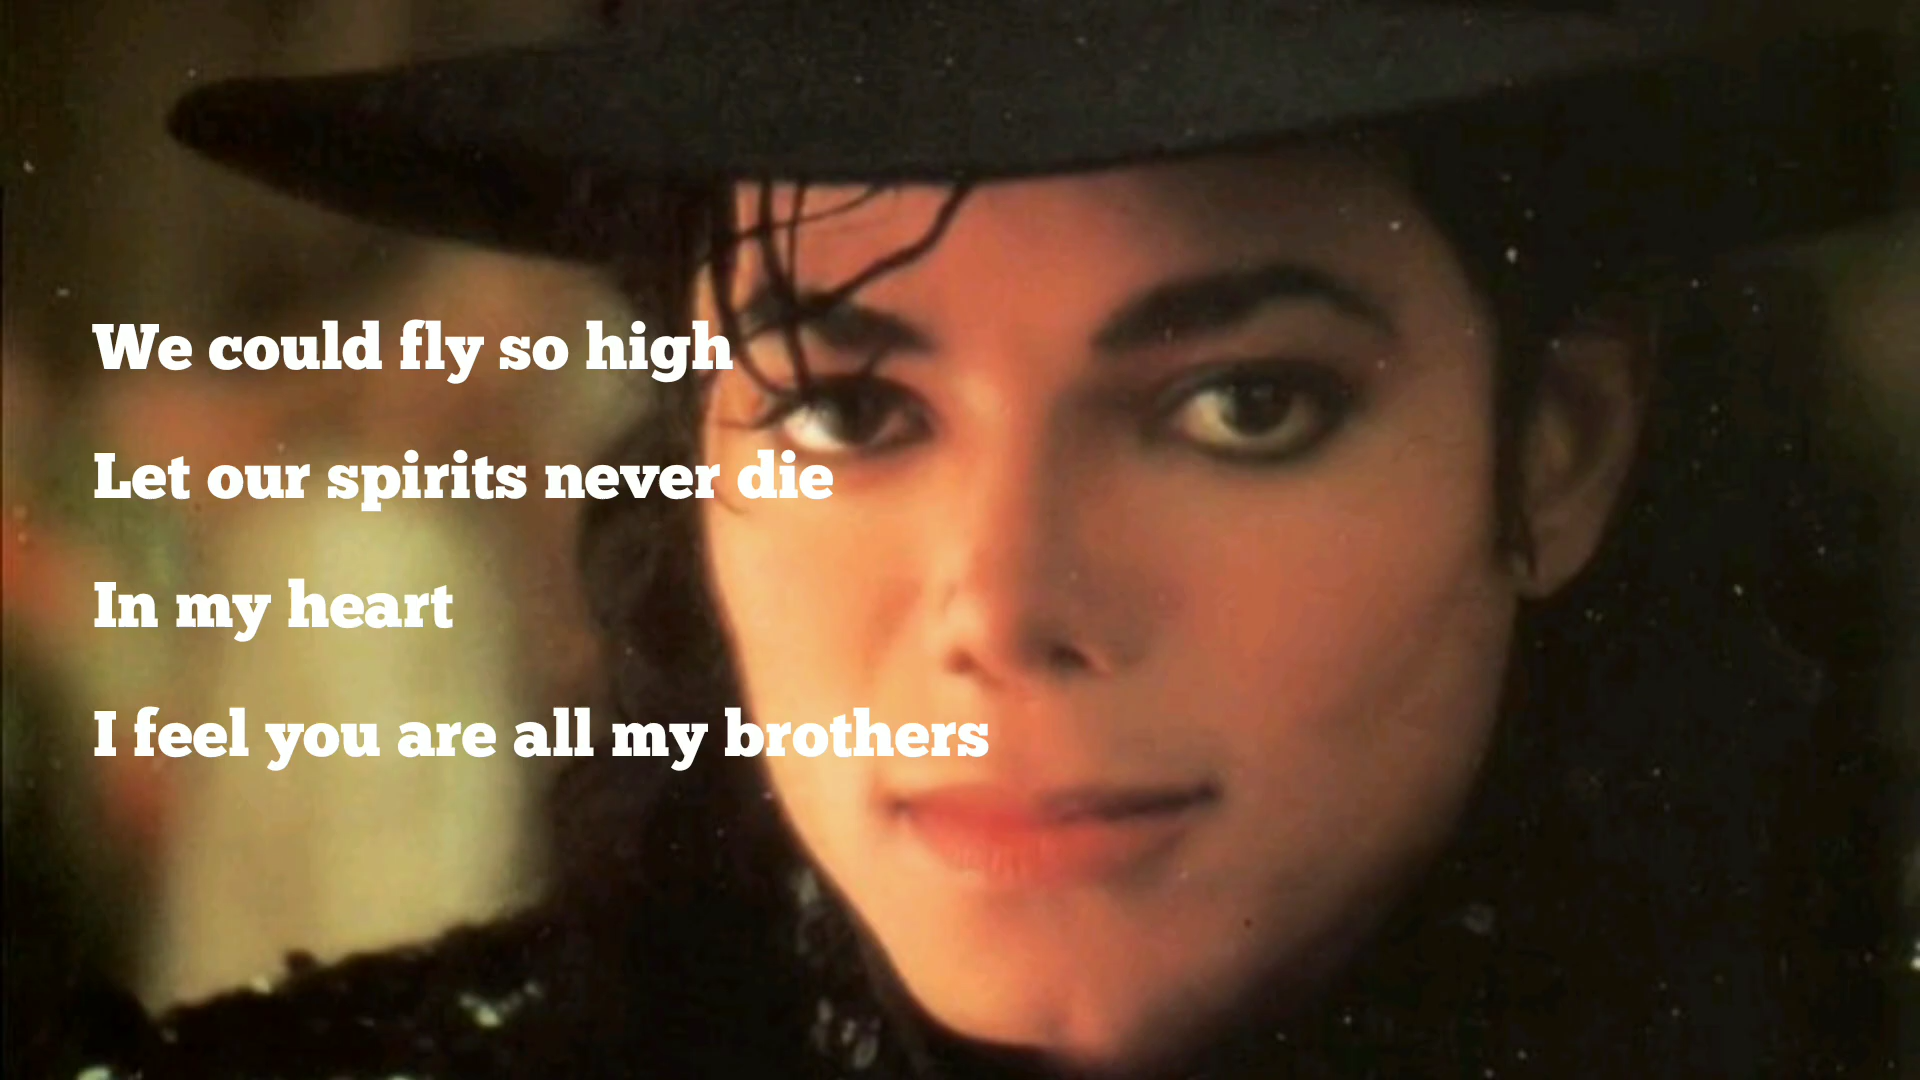 We could fly so high
Let our spirits never die
In my heart
I feel you are all my brothers